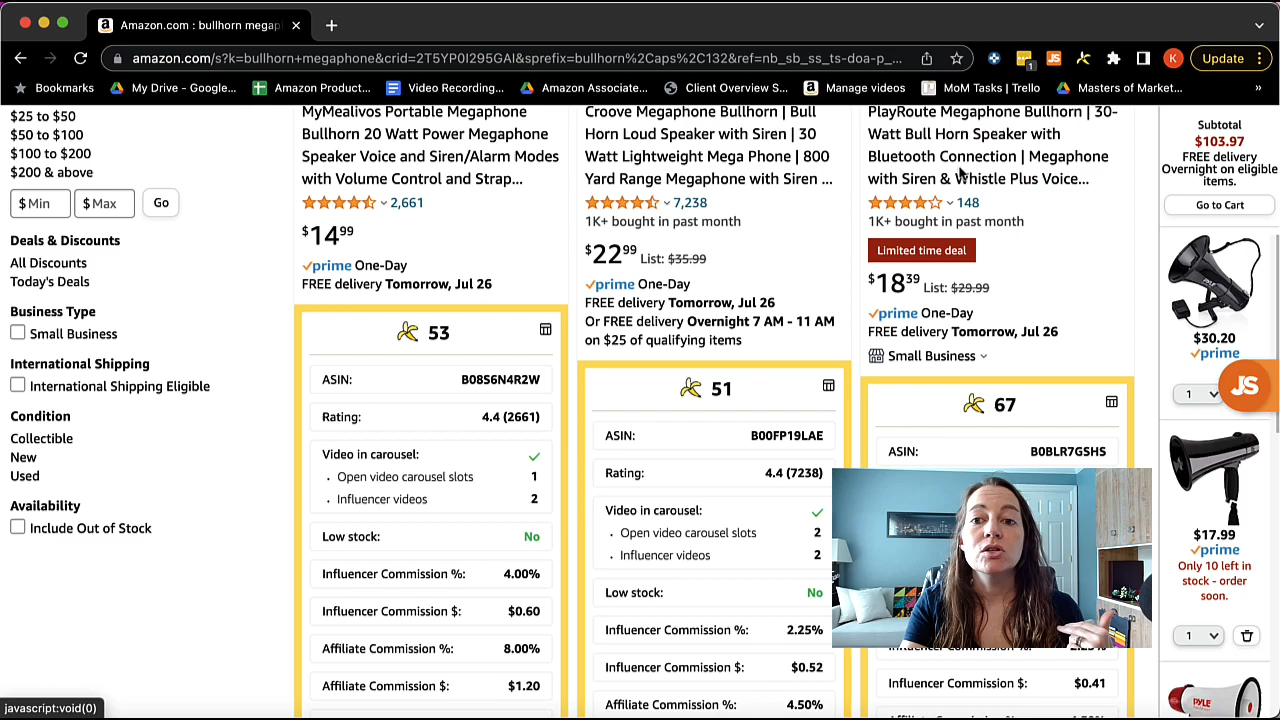 Amazon.com : bullhorn megap
amazon.com/s?k=bullhorn+megaphone&crid=2T5YP0I295GAI&sprefix=bullhorn%2Caps%2C132&ref=nb_sb_ss_ts-doa-p_...
1
K
Update
Bookmarks
My Drive - Google...
Amazon Product...
Video Recording...
Amazon Associate...
Client Overview S...
Manage videos
MoM Tasks | Trello
Masters of Market...
»
$25 to $50
$50 to $100
$100 to $200
$200 & above
$ Min
$ Max
Go
Deals & Discounts
All Discounts
Today's Deals
Business Type
Small Business
International Shipping
International Shipping Eligible
Condition
Collectible
New
Used
Availability
Include Out of Stock
MyMealivos Portable Megaphone
Bullhorn 20 Watt Power Megaphone
Speaker Voice and Siren/Alarm Modes
with Volume Control and Strap...
2,661
$14 99
prime One-Day
FREE delivery Tomorrow, Jul 26
53
ASIN: B08S6N4R2W
Rating: 4.4 (2661)
Video in carousel:
Open video carousel slots 1
Influencer videos 2
Low stock: No
Influencer Commission %: 4.00%
Influencer Commission $: $0.60
Affiliate Commission %: 8.00%
Affiliate Commission $: $1.20
Croove Megaphone Bullhorn | Bull
Horn Loud Speaker with Siren | 30
Watt Lightweight Mega Phone | 800
Yard Range Megaphone with Siren ...
7,238
1K+ bought in past month
$22 99 List: $35.99
prime One-Day
FREE delivery Tomorrow, Jul 26
Or FREE delivery Overnight 7 AM - 11 AM
on $25 of qualifying items
51
ASIN: B00FP19LAE
Rating: 4.4 (7238)
Video in carousel:
Open video carousel slots 2
Influencer videos 2
Low stock: No
Influencer Commission %: 2.25%
Influencer Commission $: $0.52
Affiliate Commission %: 4.50%
PlayRoute Megaphone Bullhorn | 30-
Watt Bull Horn Speaker with
Bluetooth Connection | Megaphone
with Siren & Whistle Plus Voice...
148
1K+ bought in past month
Limited time deal
$18 39 List: $29.99
prime One-Day
FREE delivery Tomorrow, Jul 26
Small Business
67
ASIN: B0BLR7GSHS
Influencer Commission $: $0.41
Subtotal
$103.97
FREE delivery
Overnight on eligible
items.
Go to Cart
$30.20
prime
1
JS
$17.99
prime
Only 10 left in
stock - order
soon.
1
PYLE
javascript:void(0)